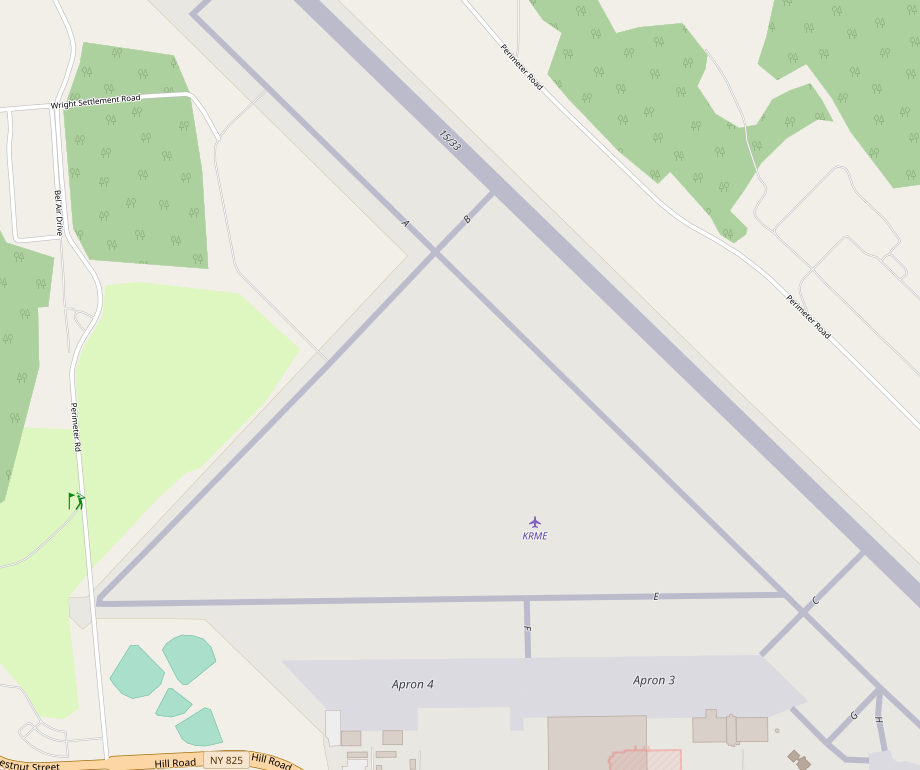 Perimeter Road
Wright Settlement Road
15/33
Bel Air Drive
A
B
Perimeter Road
Perimeter Rd
KRME
E
C
F
Apron 4
Apron 3
G
H
estnut Street
Hill Road
NY 825
Hill Road